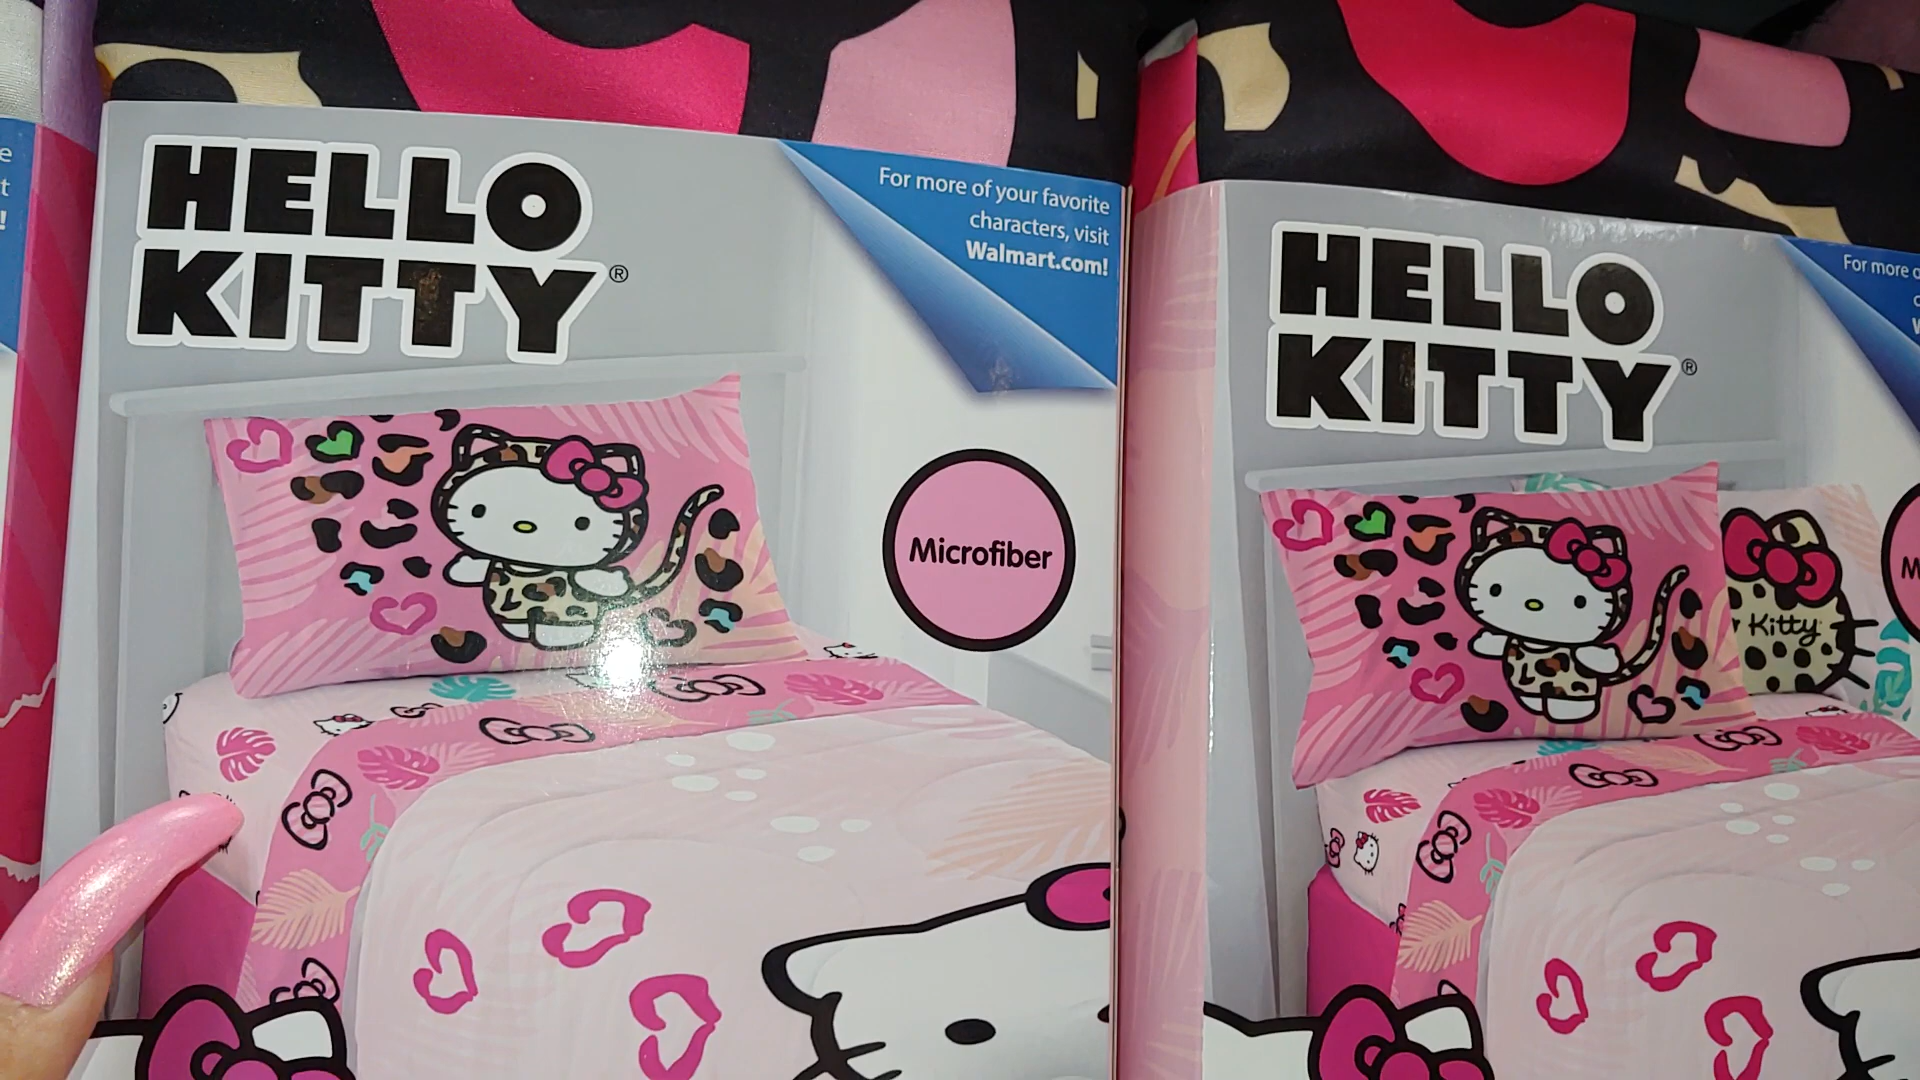 e
t
!
HELLO
KITTY®
For more of your favorite
characters, visit
Walmart.com!
Microfiber
HELLO
KITTY®
For more
Kitty
M